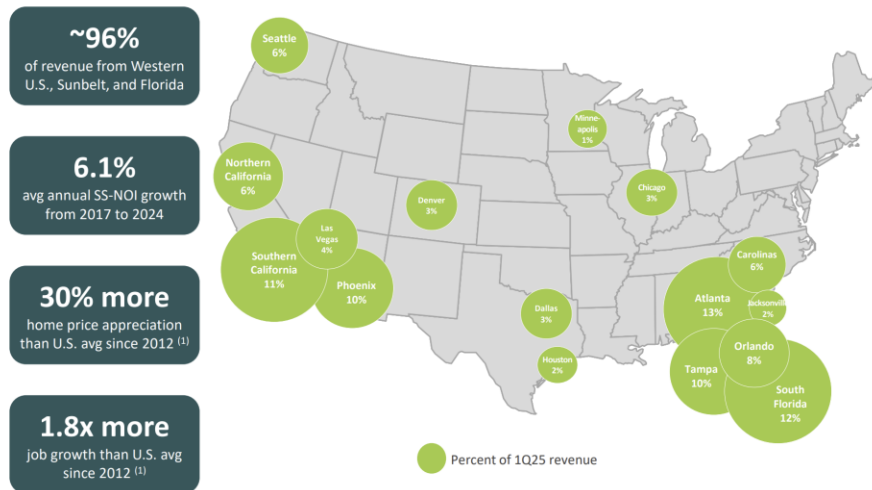 ~96%
of revenue from Western
U.S., Sunbelt, and Florida
6.1%
avg annual SS-NOI growth
from 2017 to 2024
30% more
home price appreciation
than U.S. avg since 2012 (1)
1.8x more
job growth than U.S. avg
since 2012 (1)
Seattle
6%
Minne-
apolis
1%
Northern
California
6%
Denver
3%
Chicago
3%
Las
Vegas
4%
Southern
California
11%
Phoenix
10%
Carolinas
6%
Atlanta
13%
Jacksonville
2%
Dallas
3%
Houston
2%
Orlando
8%
Tampa
10%
South
Florida
12%
Percent of 1Q25 revenue